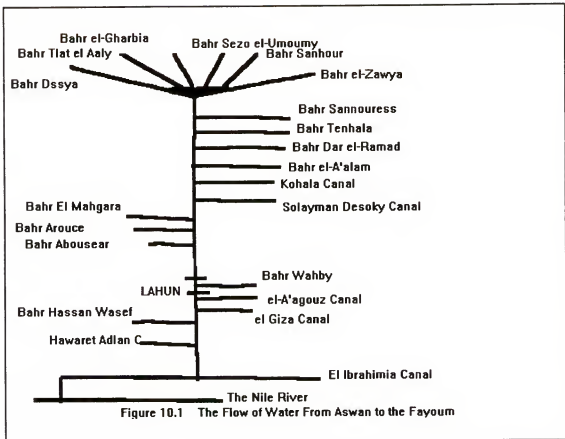 Bahr el-Gharbia
Bahr Sezo el-Umoumy
Bahr Tlat el Aaly
Bahr Sanhour
Bahr Dssya
Bahr el-Zawya
Bahr Sannouress
Bahr Tenhala
Bahr Dar el-Ramad
Bahr el-A'alam
Kohala Canal
Solayman Desoky Canal
Bahr El Mahgara
Bahr Arouce
Bahr Abousear
Bahr Wahby
LAHUN
el-A'agouz Canal
Bahr Hassan Wasef
el Giza Canal
Hawaret Adlan C
El Ibrahimia Canal
The Nile River
Figure 10.1 The Flow of Water From Aswan to the Fayoum